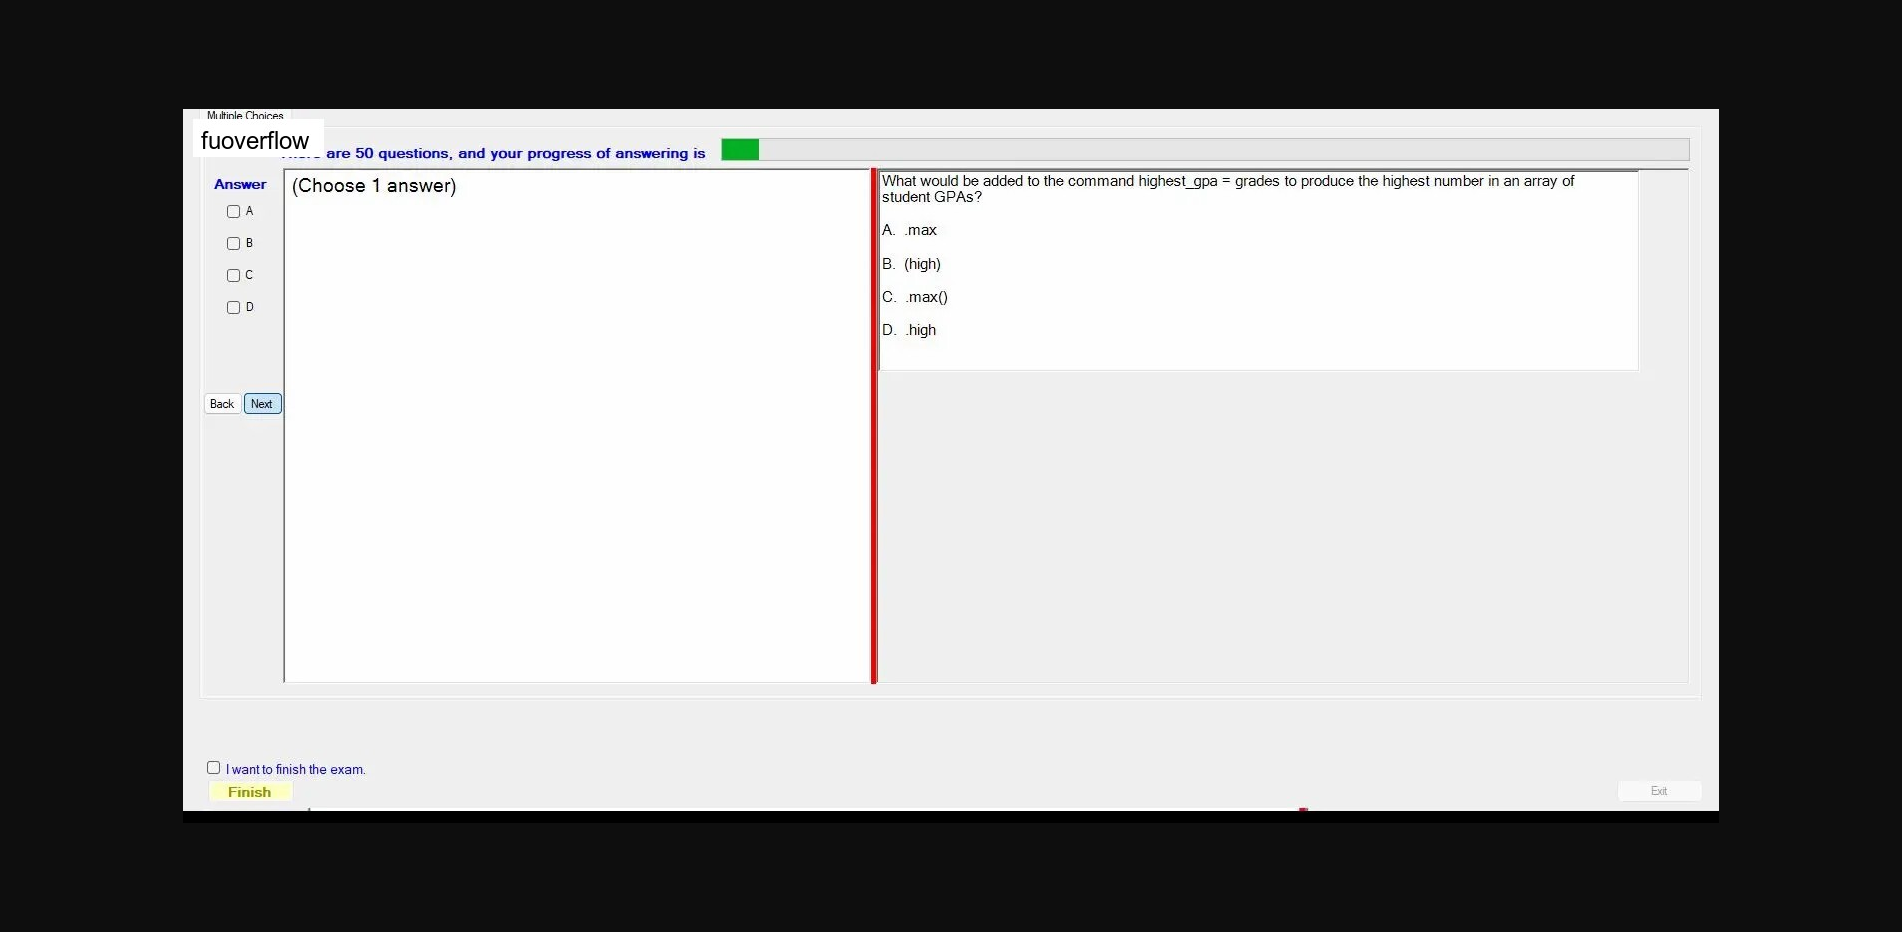 Multiple Choices
fuoverflow
are 50 questions, and your progress of answering is
Answer
(Choose 1 answer)
A
B
C
D
Back
Next
What would be added to the command highest_gpa = grades to produce the highest number in an array of
student GPAs?
A. .max
B. (high)
C. .max()
D. .high
I want to finish the exam.
Finish
Exit